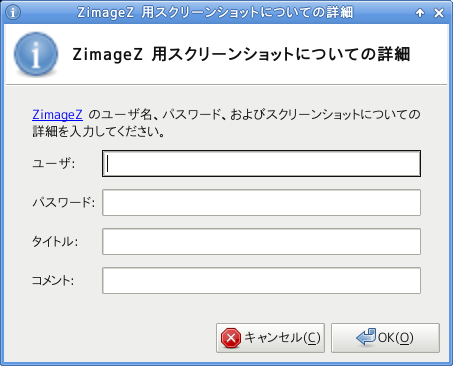 ZimageZ 用スクリーンショットについての詳細
ZimageZ 用スクリーンショットについての詳細
ZimageZ のユーザ名、パスワード、およびスクリーンショットについての
詳細を入力してください。
ユーザ:
パスワード:
タイトル:
コメント:
キャンセル(C) OK(O)